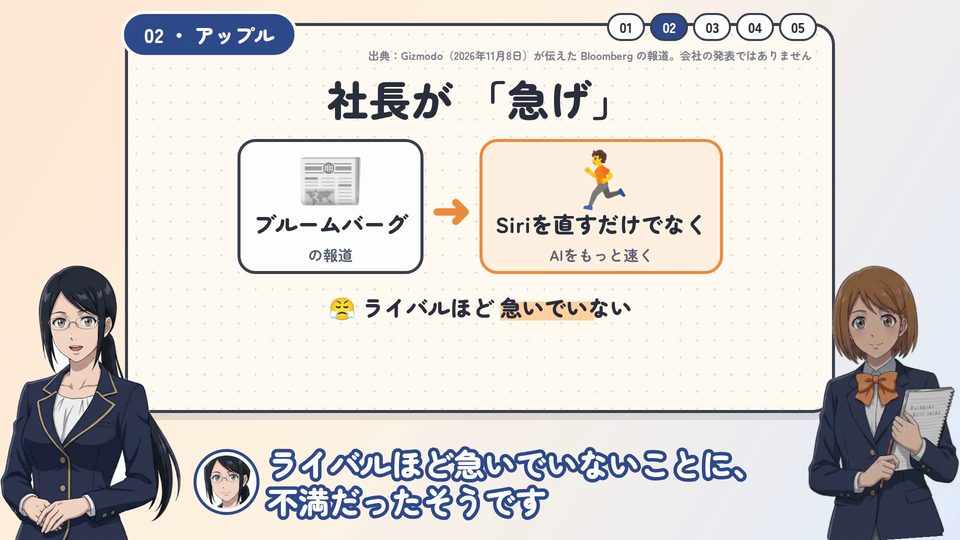 02 ・ アップル
01 02 03 04 05
出典：Gizmodo（2026年11月8日）が伝えた Bloomberg の報道。会社の発表ではありません
社長が 「急げ」
ブルームバーグ
の報道
Siriを直すだけでなく
AIをもっと速く
ライバルほど 急いでいない
ライバルほど急いでいないことに、
不満だったそうです